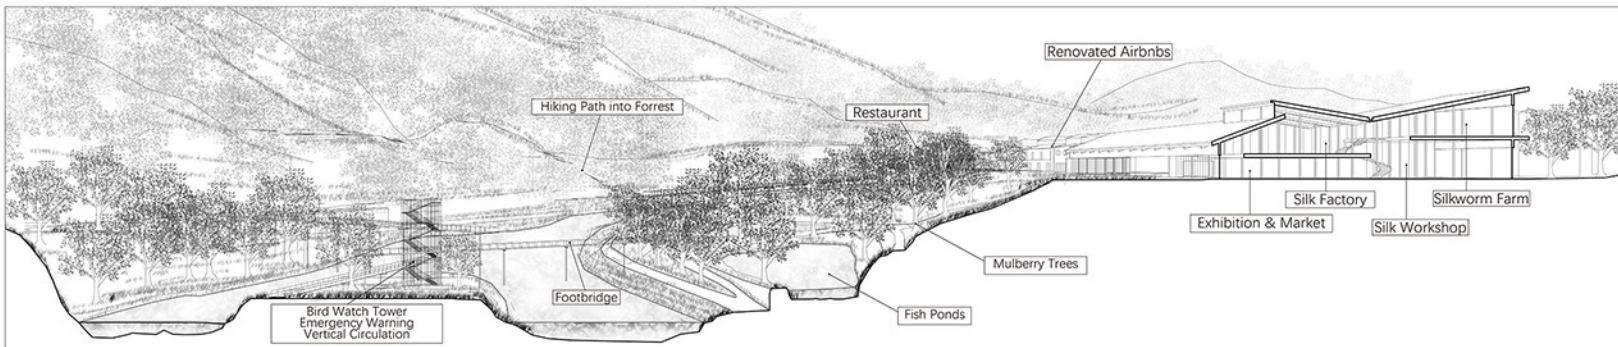 Renovated Airbnbs
Hiking Path into Forrest
Restaurant
Silk Factory
Silkworm Farm
Exhibition & Market
Silk Workshop
Mulberry Trees
Footbridge
Fish Ponds
Bird Watch Tower
Emergency Warning
Vertical Circulation